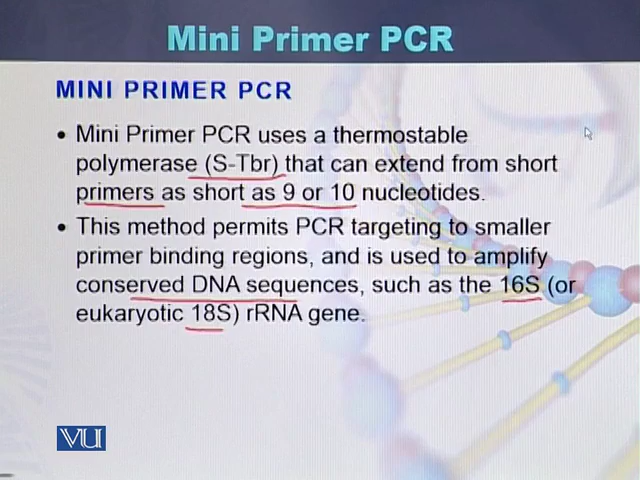 Mini Primer PCR
MINI PRIMER PCR
• Mini Primer PCR uses a thermostable
polymerase (S-Tbr) that can extend from short
primers as short as 9 or 10 nucleotides.
• This method permits PCR targeting to smaller
primer binding regions, and is used to amplify
conserved DNA sequences, such as the 16S (or
eukaryotic 18S) rRNA gene.
VU